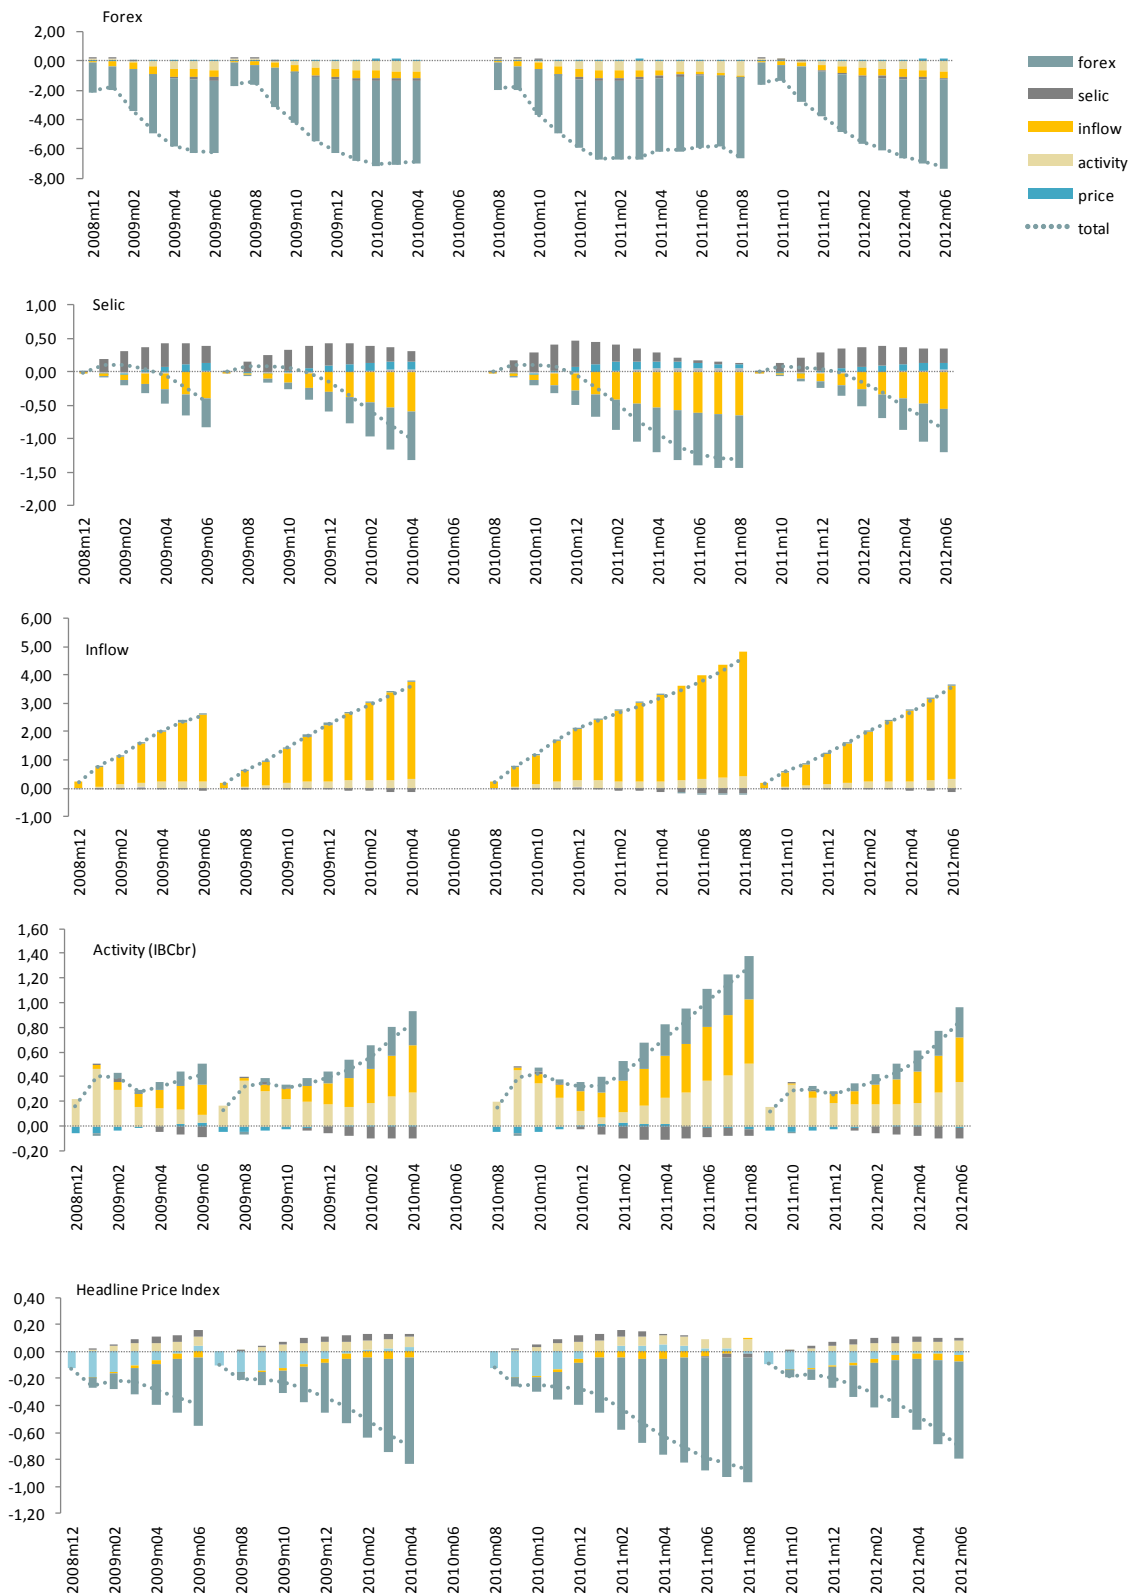 Forex
2,00
0,00
-2,00
-4,00
-6,00
-8,00
2008m12
2009m02
2009m04
2009m06
2009m08
2009m10
2009m12
2010m02
2010m04
2010m06
2010m08
2010m10
2010m12
2011m02
2011m04
2011m06
2011m08
2011m10
2011m12
2012m02
2012m04
2012m06
forex
selic
inflow
activity
price
total
Selic
1,00
0,50
0,00
-0,50
-1,00
-1,50
-2,00
2008m12
2009m02
2009m04
2009m06
2009m08
2009m10
2009m12
2010m02
2010m04
2010m06
2010m08
2010m10
2010m12
2011m02
2011m04
2011m06
2011m08
2011m10
2011m12
2012m02
2012m04
2012m06
Inflow
6,00
5,00
4,00
3,00
2,00
1,00
0,00
-1,00
2008m12
2009m02
2009m04
2009m06
2009m08
2009m10
2009m12
2010m02
2010m04
2010m06
2010m08
2010m10
2010m12
2011m02
2011m04
2011m06
2011m08
2011m10
2011m12
2012m02
2012m04
2012m06
Activity (IBCbr)
1,60
1,40
1,20
1,00
0,80
0,60
0,40
0,20
0,00
-0,20
2008m12
2009m02
2009m04
2009m06
2009m08
2009m10
2009m12
2010m02
2010m04
2010m06
2010m08
2010m10
2010m12
2011m02
2011m04
2011m06
2011m08
2011m10
2011m12
2012m02
2012m04
2012m06
Headline Price Index
0,40
0,20
0,00
-0,20
-0,40
-0,60
-0,80
-1,00
-1,20
2008m12
2009m02
2009m04
2009m06
2009m08
2009m10
2009m12
2010m02
2010m04
2010m06
2010m08
2010m10
2010m12
2011m02
2011m04
2011m06
2011m08
2011m10
2011m12
2012m02
2012m04
2012m06